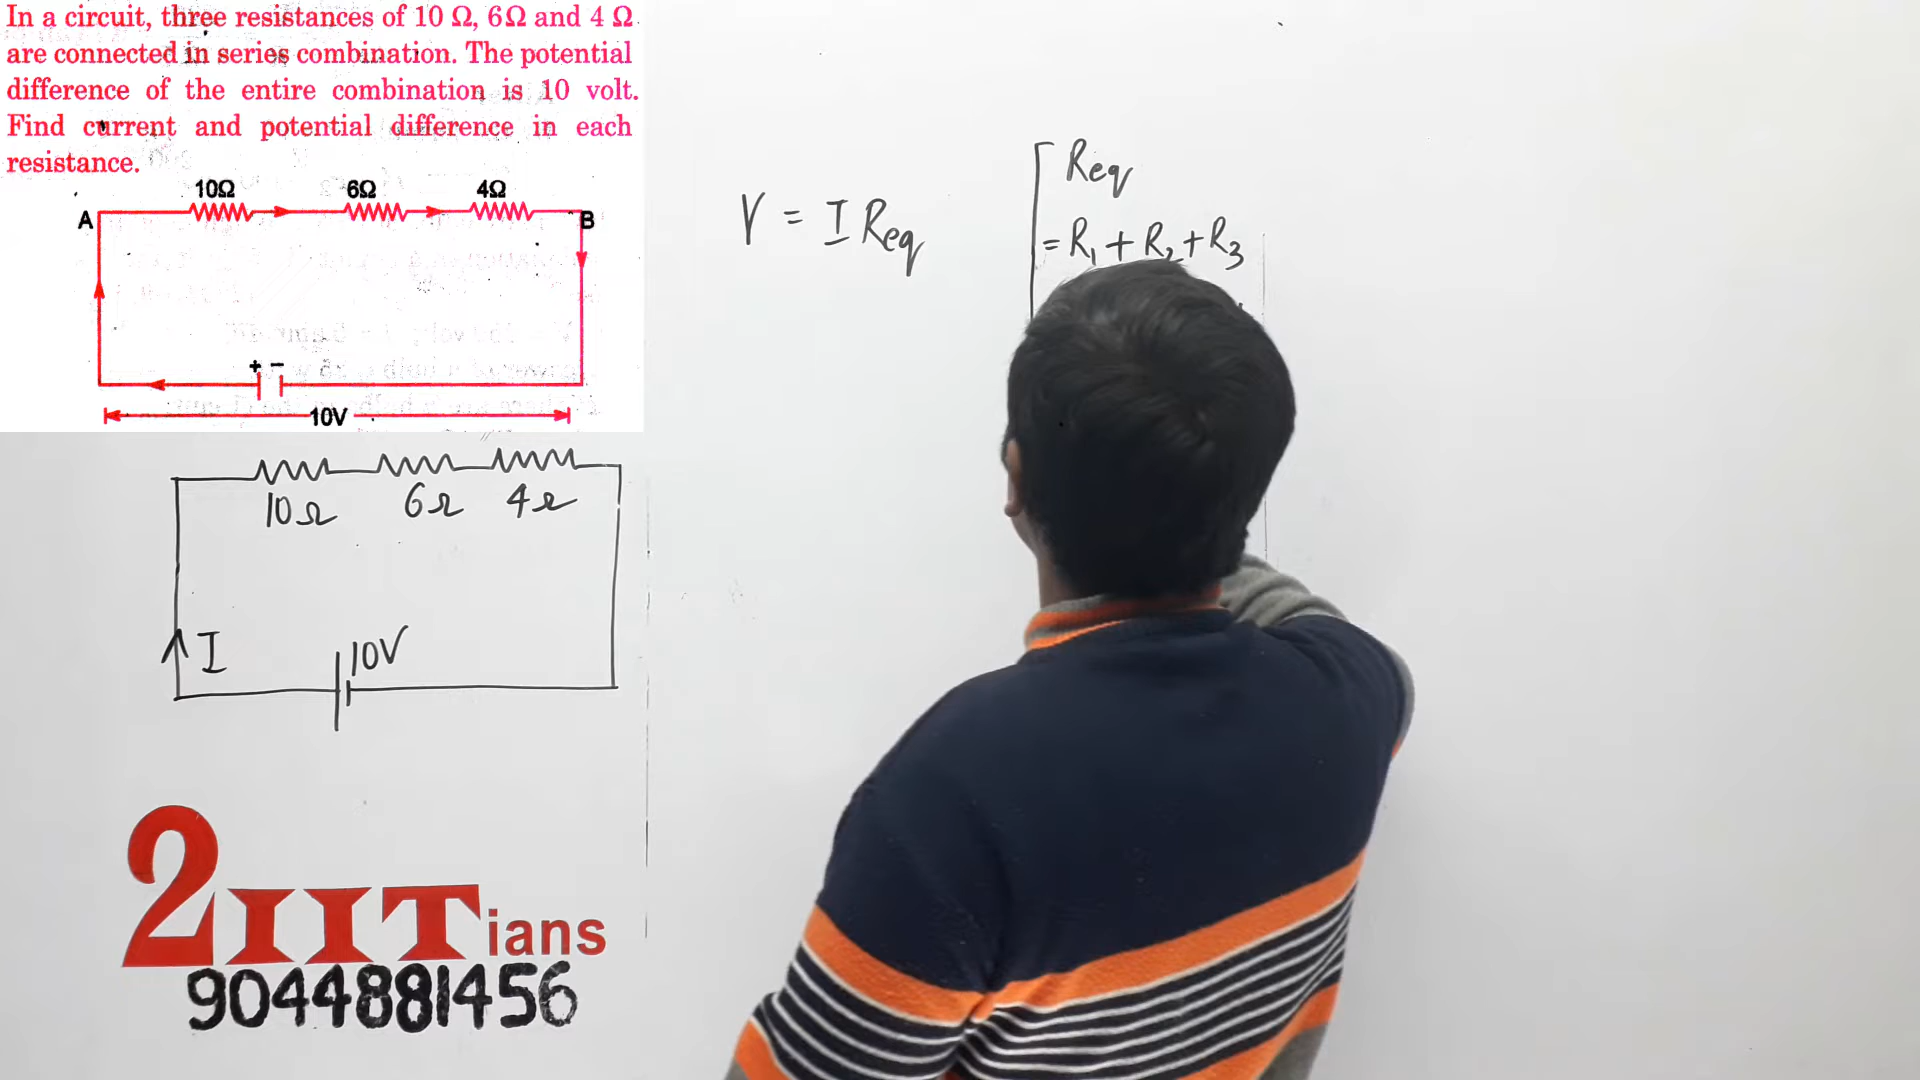 In a circuit, three resistances of 10 Ω, 6Ω and 4 Ω
are connected in series combination. The potential
difference of the entire combination is 10 volt.
Find current and potential difference in each
resistance.
10Ω 6Ω 4Ω
A B
+ −
10V
10Ω 6Ω 4Ω
I 10V
V = I Req
Req
= R1 + R2 + R3
2IITians
9044881456